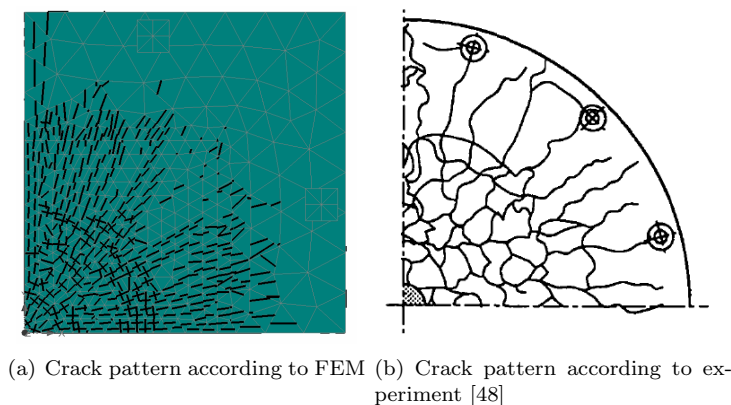 (a) Crack pattern according to FEM
(b) Crack pattern according to ex-
periment [48]